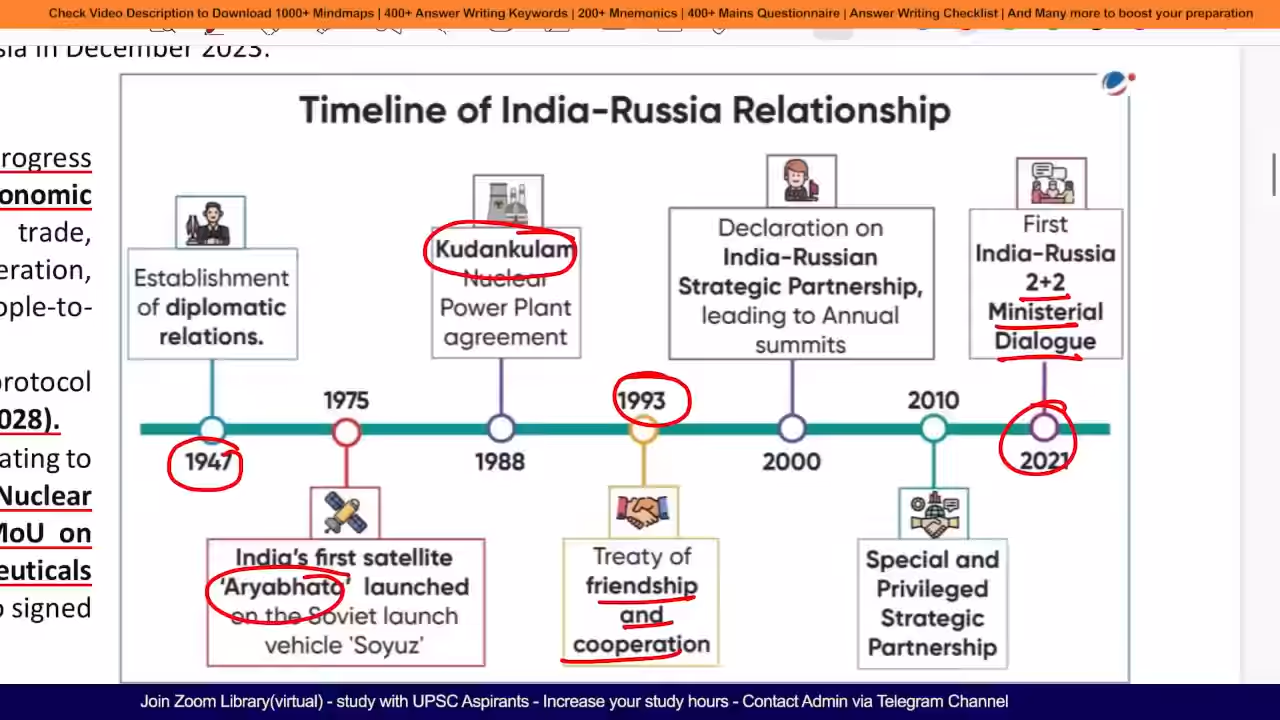 Check Video Description to Download 1000+ Mindmaps | 400+ Answer Writing Keywords | 200+ Mnemonics | 400+ Mains Questionnaire | Answer Writing Checklist | And Many more to boost your preparation
sia in December 2023.
rogress
onomic
trade,
eration,
ople-to-
protocol
028).
ating to
Nuclear
MoU on
euticals
o signed
Timeline of India-Russia Relationship
Establishment
of diplomatic
relations.
1947
1975
India's first satellite
'Aryabhata' launched
on the Soviet launch
vehicle 'Soyuz'
Kudankulam
Nuclear
Power Plant
agreement
1988
1993
Treaty of
friendship
and
cooperation
Declaration on
India-Russian
Strategic Partnership,
leading to Annual
summits
2000
2010
Special and
Privileged
Strategic
Partnership
First
India-Russia
2+2
Ministerial
Dialogue
2021
Join Zoom Library(virtual) - study with UPSC Aspirants - Increase your study hours - Contact Admin via Telegram Channel